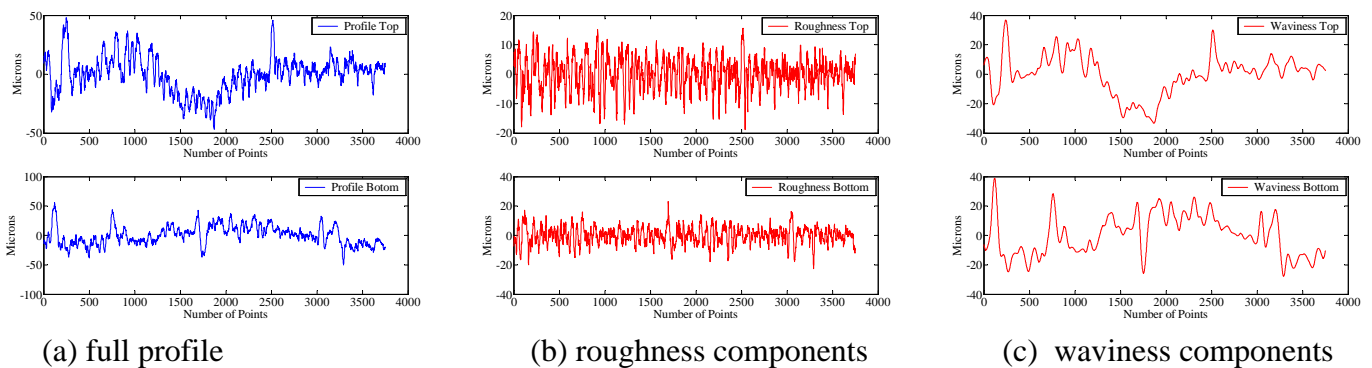 50
0
50
Microns
Profile Top
0 500 1000 1500 2000 2500 3000 3500 4000
Number of Points
100
50
0
-50
-100
Microns
Profile Botom
0 500 1000 1500 2000 2500 3000 3500 4000
Number of Points
(a) full profile
20
10
0
-10
20
Microns
Roughness Top
0 500 1000 1500 2000 2500 3000 3500 4000
Number of Points
40
20
0
-20
-40
Microns
Roughness Bottom
0 500 1000 1500 2000 2500 3000 3500 4000
Number of Points
(b) roughness components
40
20
0
-20
-40
Microns
Waviness Top
0 500 1000 1500 2000 2500 3000 3500 4000
Number of Points
40
20
0
-20
-40
Microns
Waviness Bottom
0 500 1000 1500 2000 2500 3000 3500 4000
Number of Points
(c) waviness components